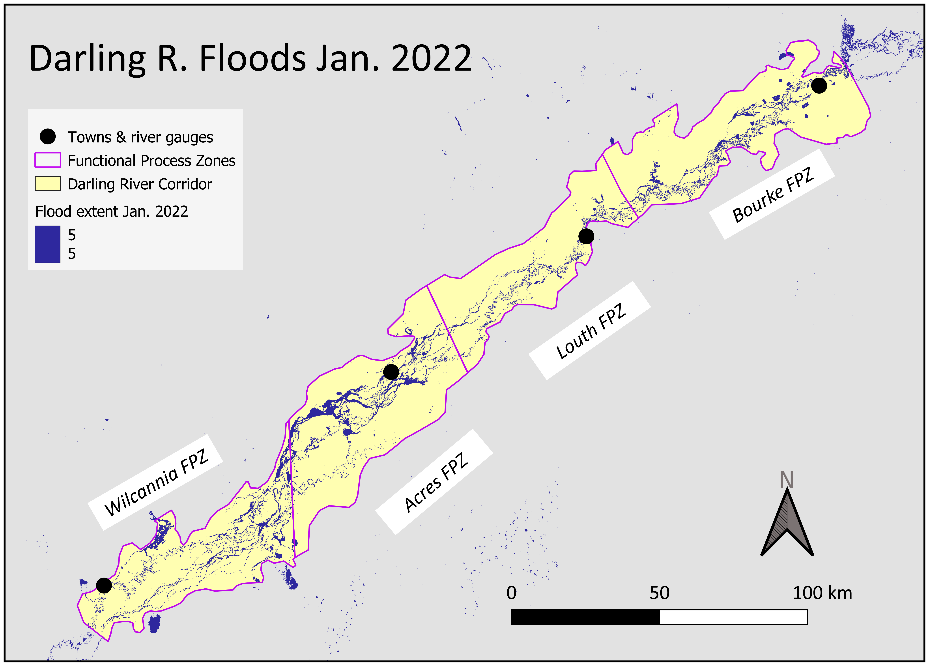 Darling R. Floods Jan. 2022
Towns & river gauges
Functional Process Zones
Darling River Corridor
Flood extent Jan. 2022
5
5
Bourke FPZ
Louth FPZ
Acres FPZ
Wilcannia FPZ
N
0 50 100 km